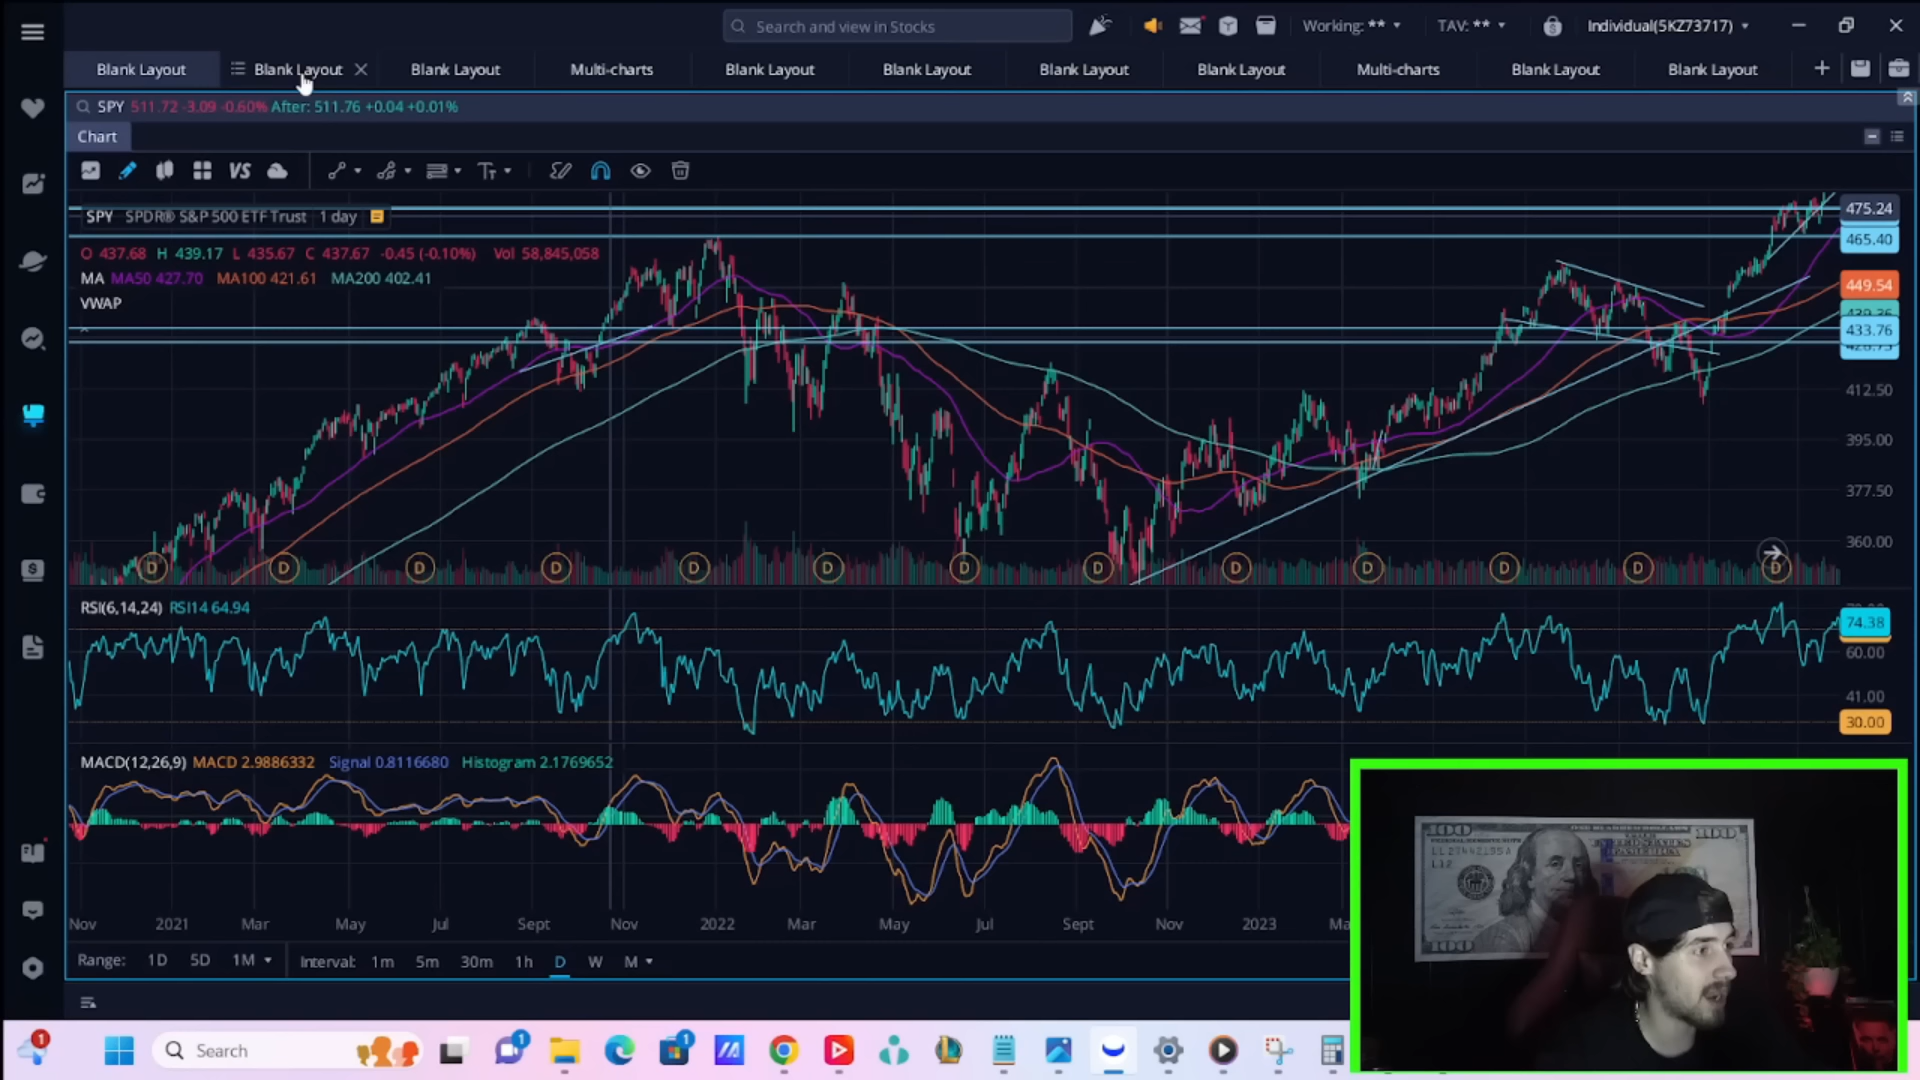 Search and view in Stocks
Working: **
TAV: **
Individual(5KZ73717)
Blank Layout
Blank Layout
Blank Layout
Multi-charts
Blank Layout
Blank Layout
Blank Layout
Blank Layout
Multi-charts
Blank Layout
Blank Layout
SPY 511.72 -3.09 -0.60% After: 511.76 +0.04 +0.01%
Chart
VS
SPY SPDR® S&P 500 ETF Trust 1 day
O 437.68 H 439.17 L 435.67 C 437.67 -0.45 (-0.10%) Vol 58,845,058
MA MA50 427.70 MA100 421.61 MA200 402.41
VWAP
475.24
465.40
449.54
433.76
412.50
395.00
377.50
360.00
D D D D D D D D D D D D D
RSI(6,14,24) RSI14 64.94
74.38
60.00
41.00
30.00
MACD(12,26,9) MACD 2.9886332 Signal 0.8116680 Histogram 2.1769652
Nov 2021 Mar May Jul Sept Nov 2022 Mar May Jul Sept Nov 2023
Range: 1D 5D 1M
Interval: 1m 5m 30m 1h D W M
100
100
100
1
Search
1
1